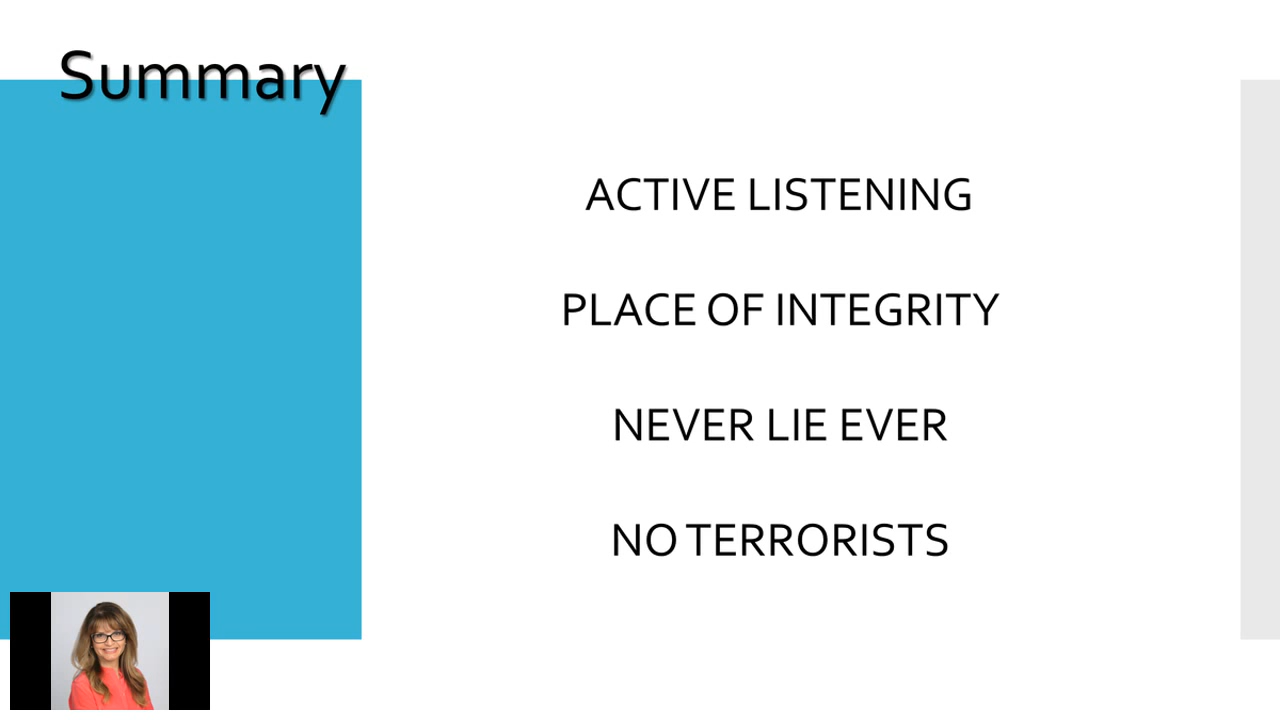 Summary
ACTIVE LISTENING
PLACE OF INTEGRITY
NEVER LIE EVER
NO TERRORISTS